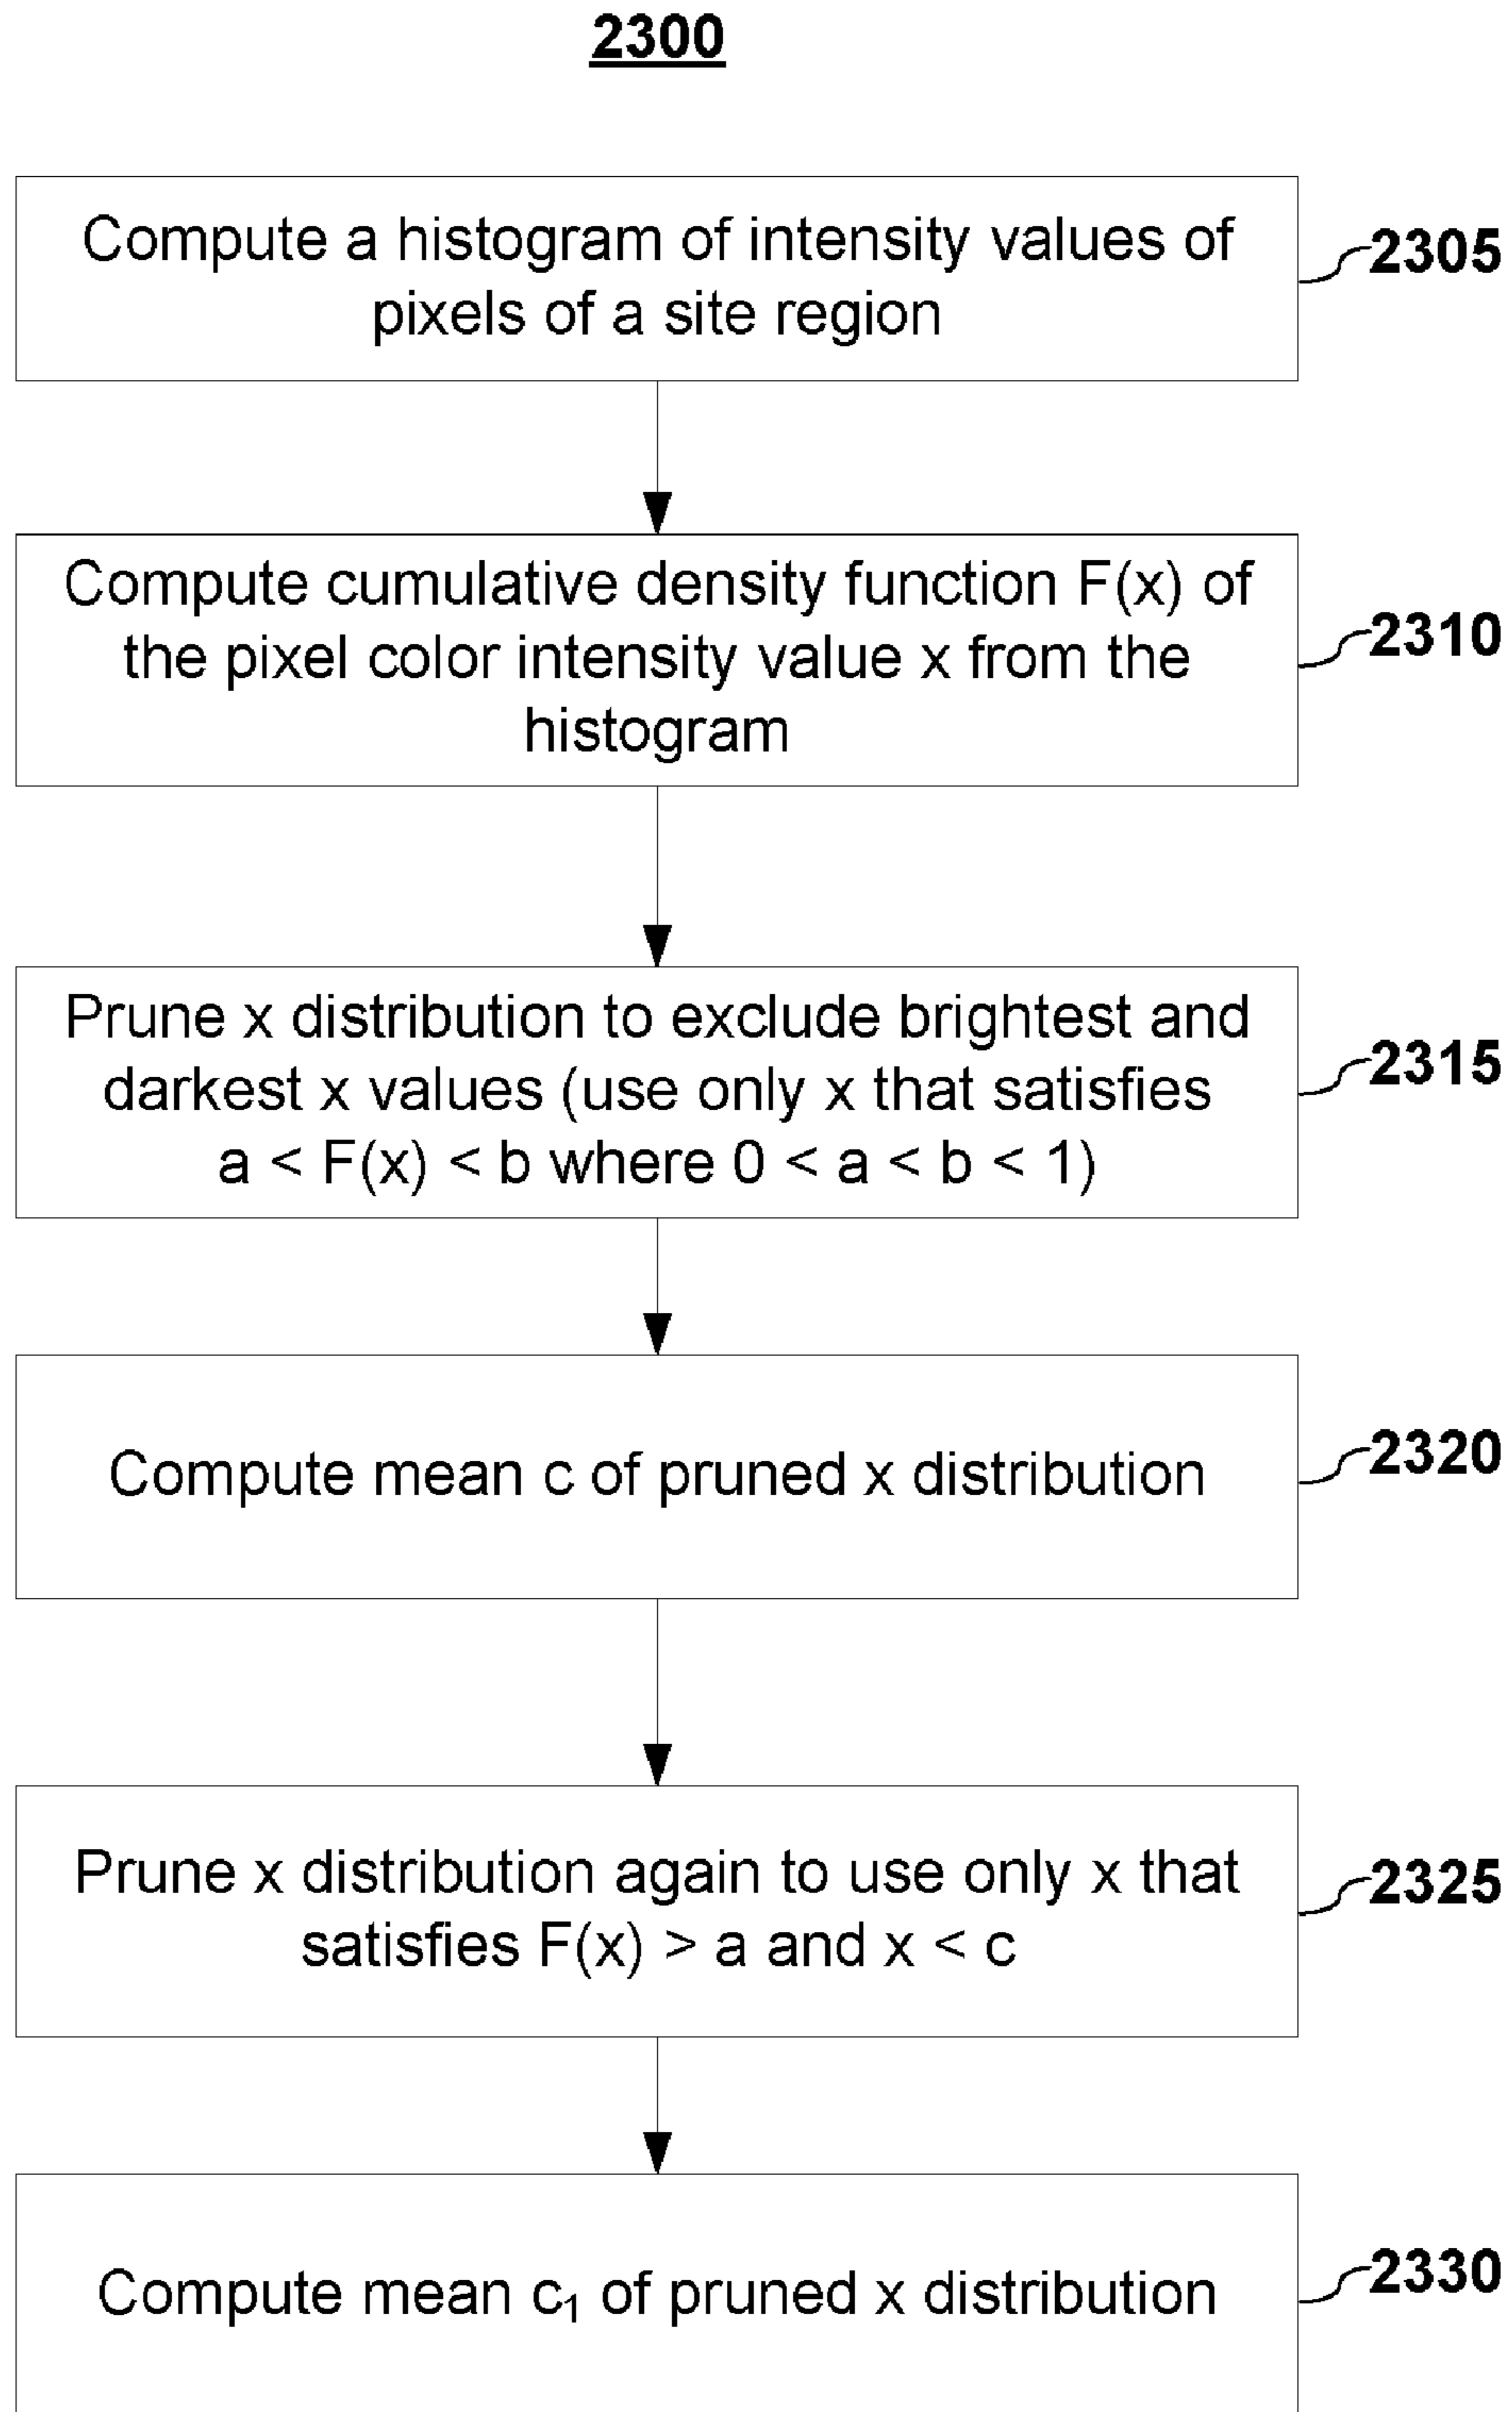 2300
Compute a histogram of intensity values of
pixels of a site region
2305
Compute cumulative density function F(x) of
the pixel color intensity value x from the
histogram
2310
Prune x distribution to exclude brightest and
darkest x values (use only x that satisfies
a < F(x) < b where 0 < a < b < 1)
2315
Compute mean c of pruned x distribution
2320
Prune x distribution again to use only x that
satisfies F(x) > a and x < c
2325
Compute mean c₁ of pruned x distribution
2330